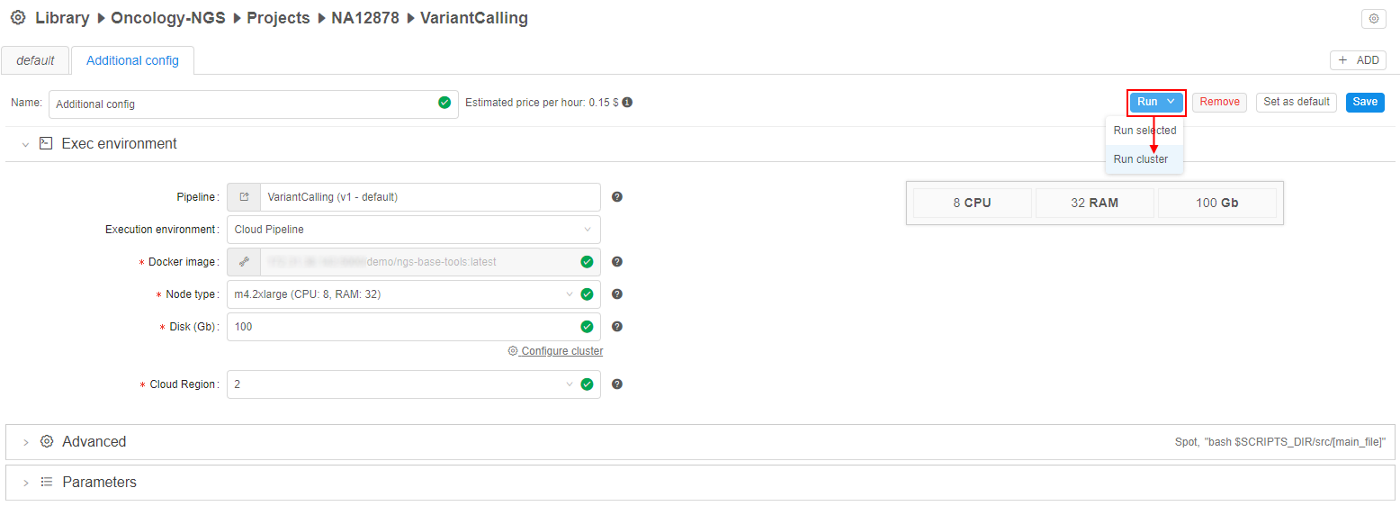 Library Oncology-NGS Projects NA12878 VariantCalling
default Additional config + ADD
Name: Additional config Estimated price per hour: 0.15 $ Run Remove Set as default Save
Run selected
Run cluster
Exec environment
Pipeline: VariantCalling (v1 - default)
8 CPU 32 RAM 100 Gb
Execution environment: Cloud Pipeline
* Docker image: demo/ngs-base-tools:latest
* Node type: m4.2xlarge (CPU: 8, RAM: 32)
* Disk (Gb): 100
Configure cluster
* Cloud Region: 2
Advanced Spot, "bash $SCRIPTS_DIR/src/[main_file]"
Parameters